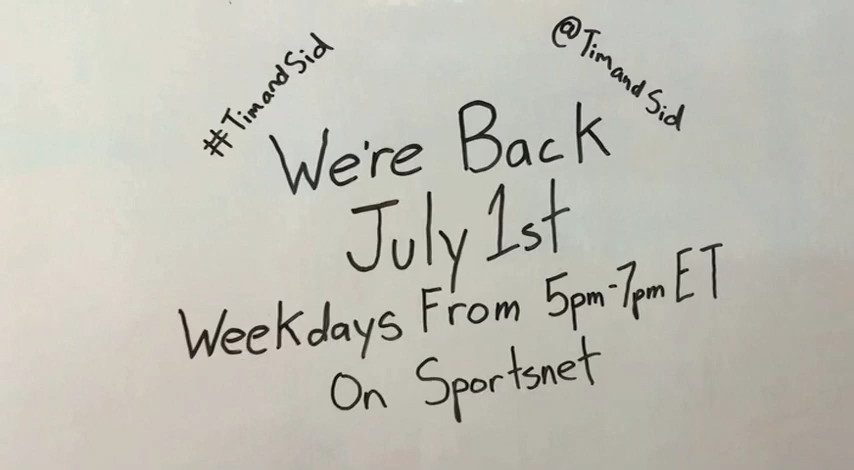 #TimandSid
@TimandSid
We're Back
July 1st
Weekdays From 5pm-7pm ET
On Sportsnet